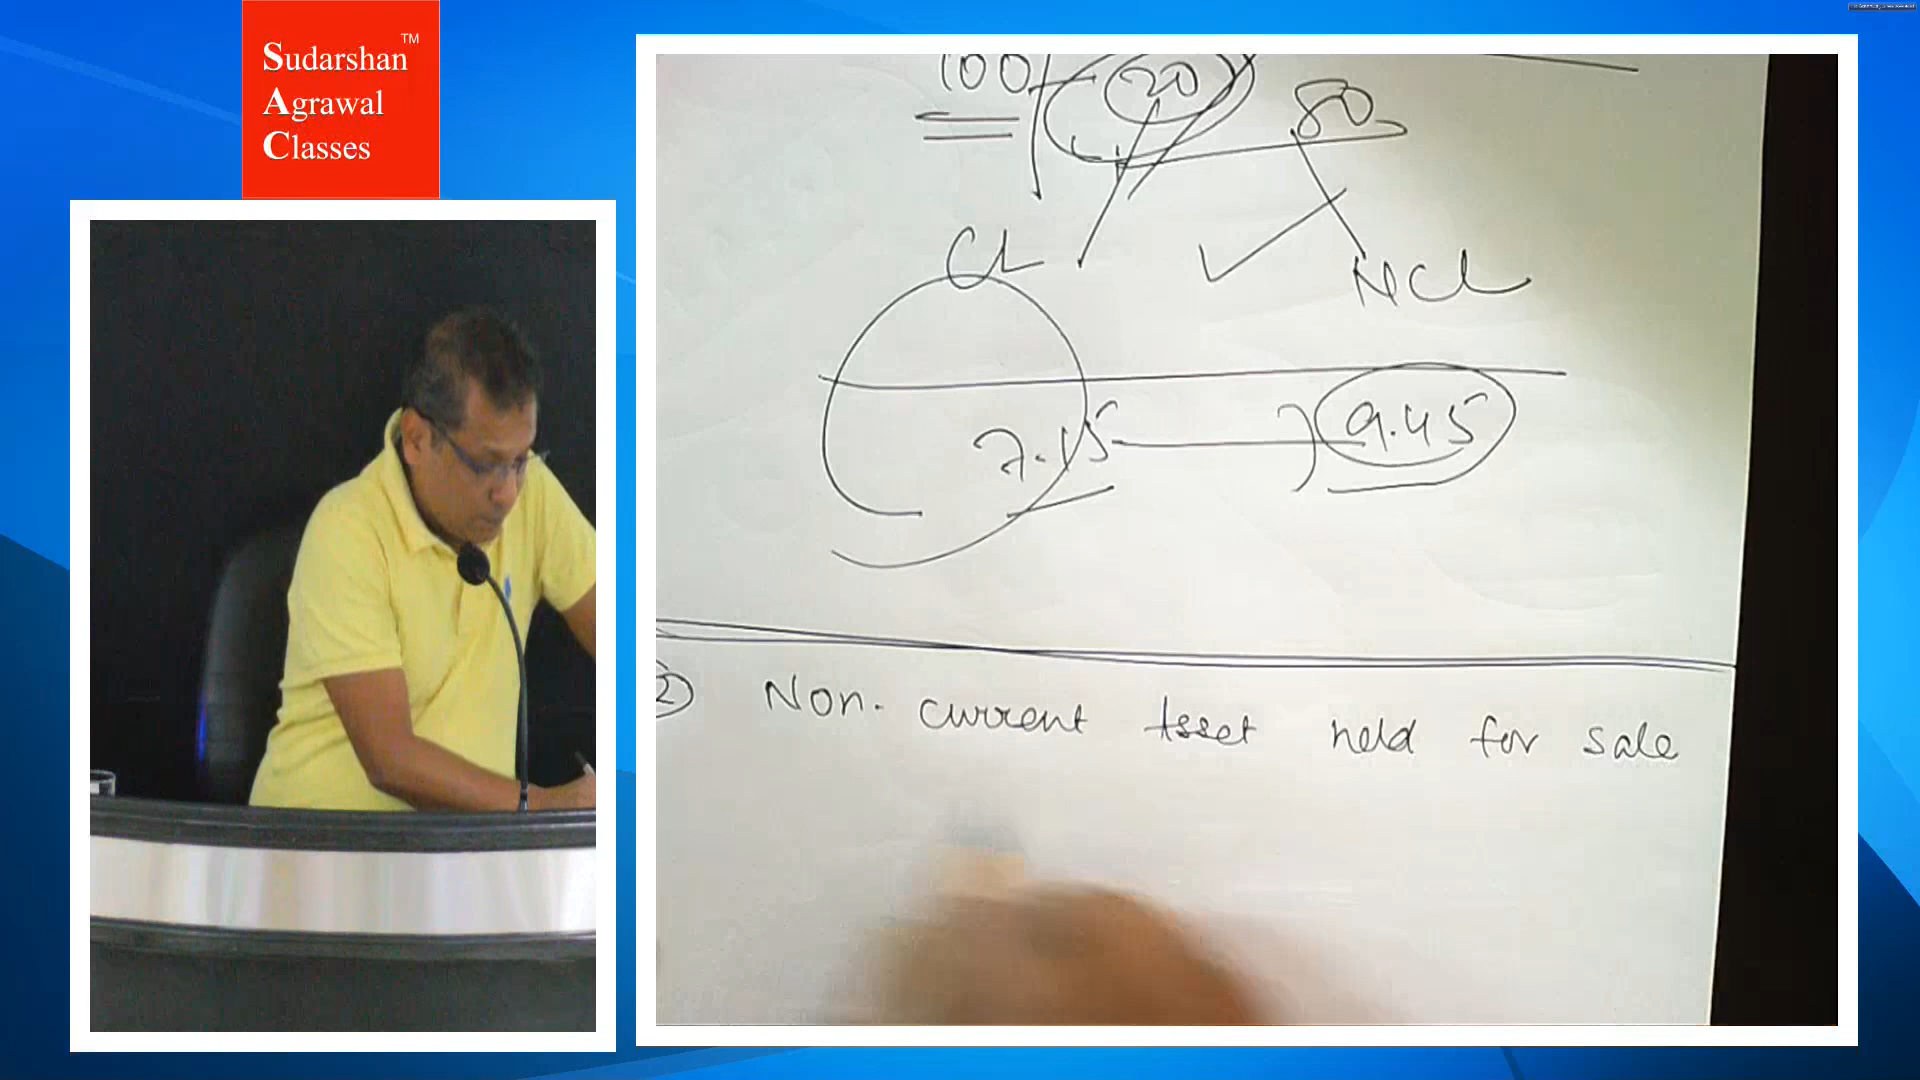 Sudarshan™
Agrawal
Classes
100 20 80
CL NCL
7.15 9.45
2 Non-current Asset held for sale